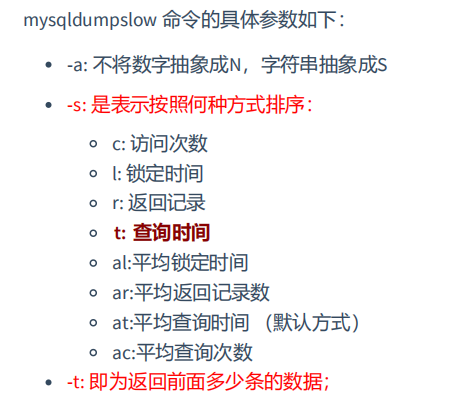 mysqldumpslow 命令的具体参数如下：
-a: 不将数字抽象成N，字符串抽象成S
-s: 是表示按照何种方式排序：
c: 访问次数
l: 锁定时间
r: 返回记录
t: 查询时间
al:平均锁定时间
ar:平均返回记录数
at:平均查询时间 （默认方式）
ac:平均查询次数
-t: 即为返回前面多少条的数据；